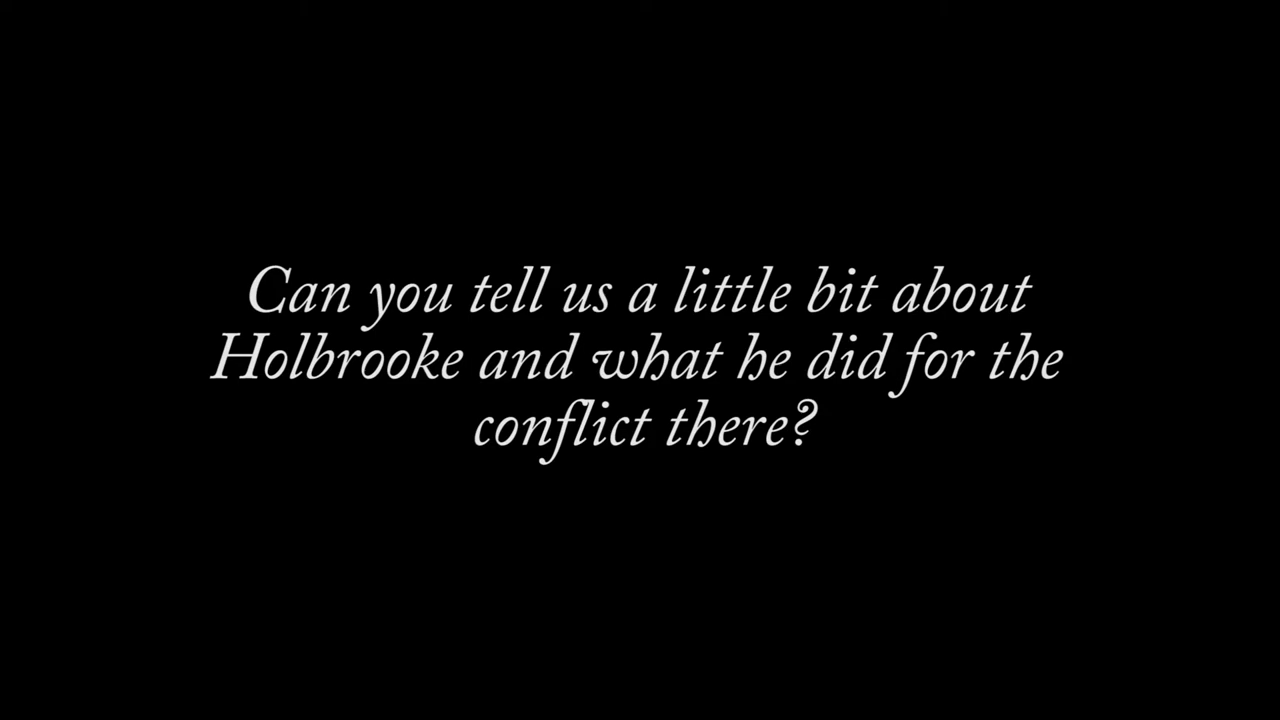 Can you tell us a little bit about
Holbrooke and what he did for the
conflict there?